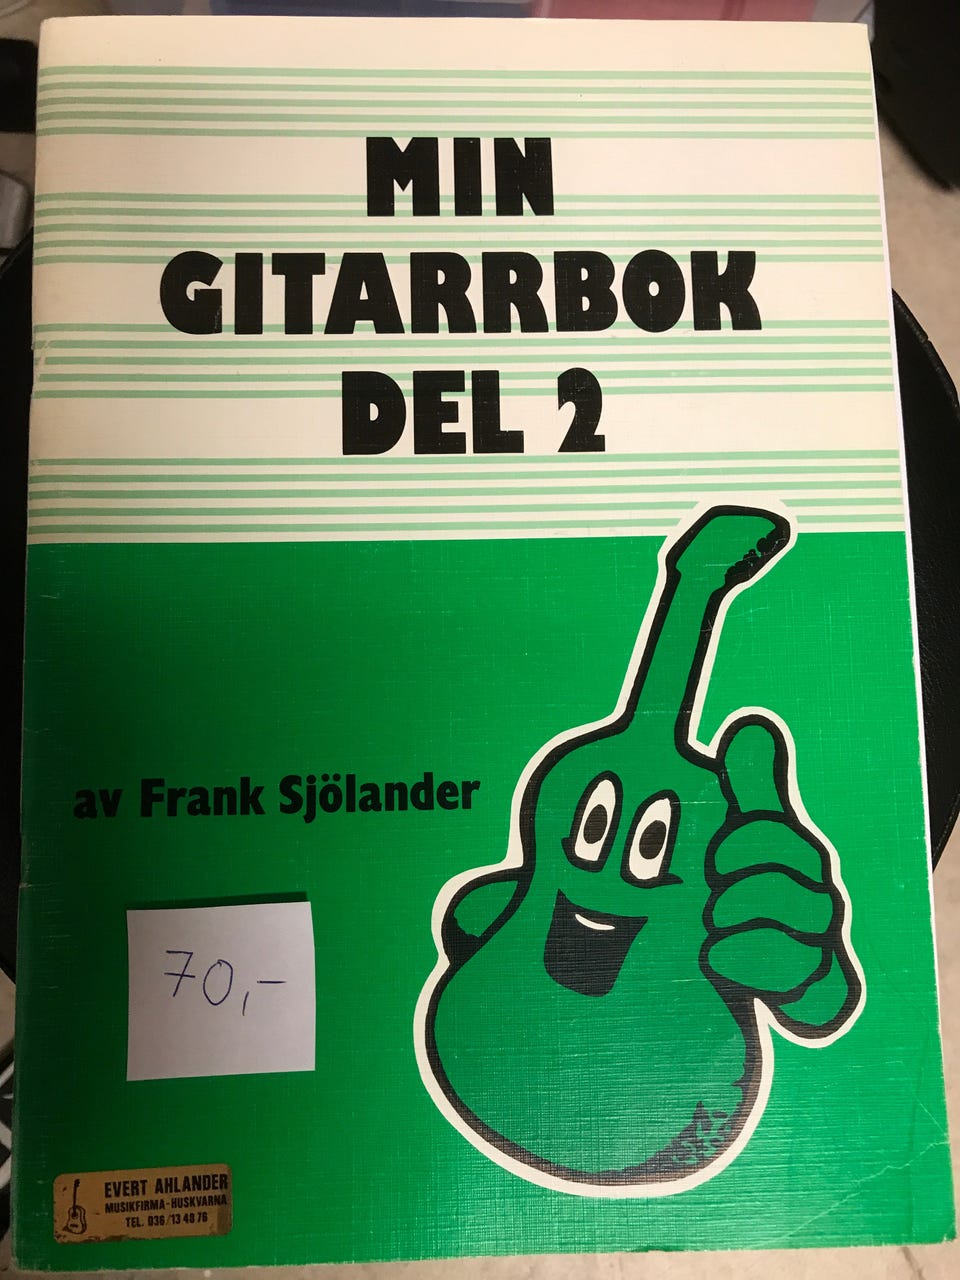 MIN
GITARRBOK
DEL 2
av Frank Sjölander
70,-
EVERT AHLANDER
MUSIKFIRMA-HUSKVARNA
TEL. 036/13 48 76